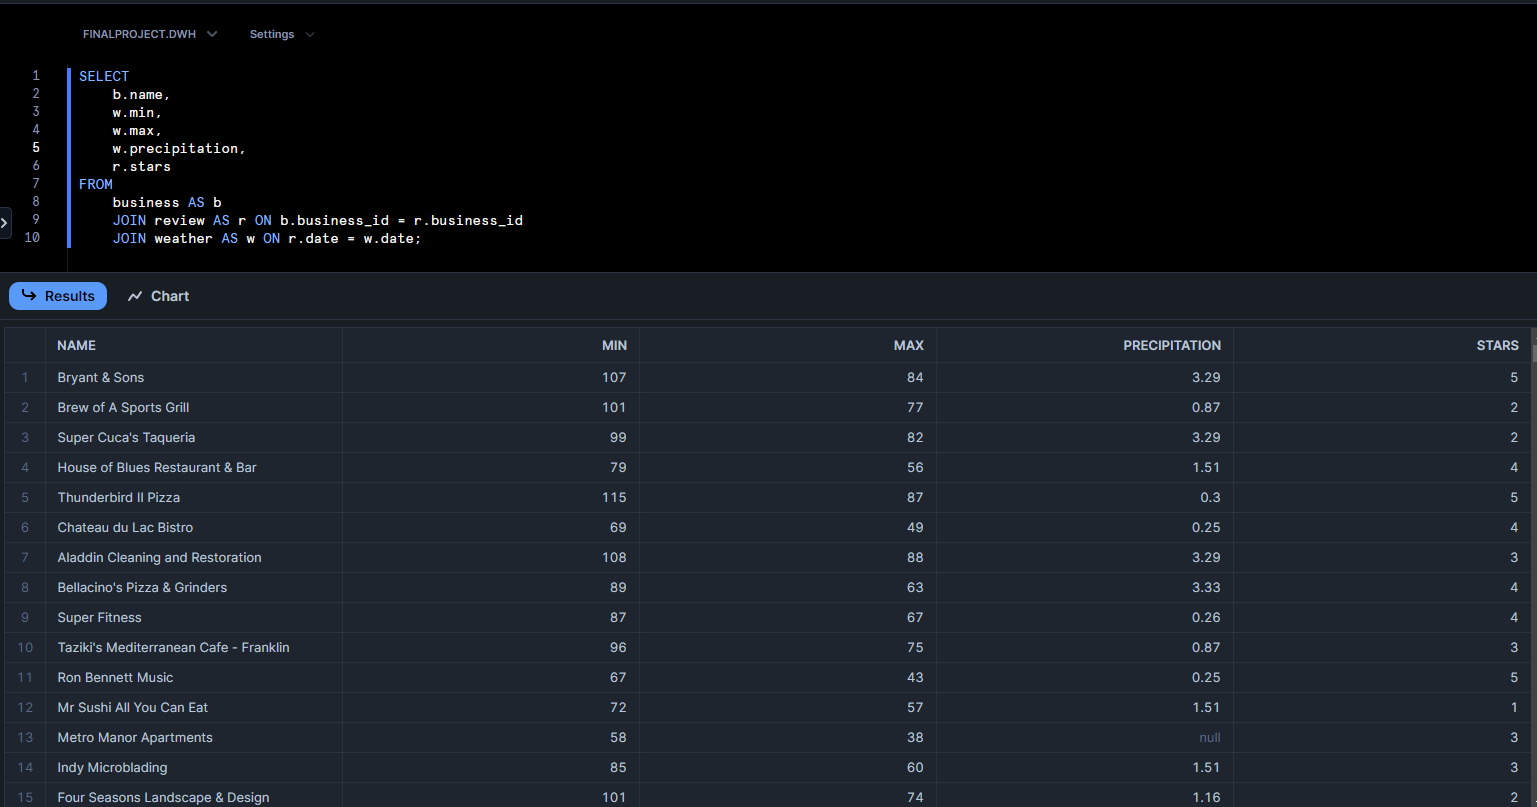 FINALPROJECT.DWH Settings
1 SELECT
2 b.name,
3 w.min,
4 w.max,
5 w.precipitation,
6 r.stars
7 FROM
8 business AS b
9 JOIN review AS r ON b.business_id = r.business_id
10 JOIN weather AS w ON r.date = w.date;
Results Chart
NAME MIN MAX PRECIPITATION STARS
1 Bryant & Sons 107 84 3.29 5
2 Brew of A Sports Grill 101 77 0.87 2
3 Super Cuca's Taqueria 99 82 3.29 2
4 House of Blues Restaurant & Bar 79 56 1.51 4
5 Thunderbird II Pizza 115 87 0.3 5
6 Chateau du Lac Bistro 69 49 0.25 4
7 Aladdin Cleaning and Restoration 108 88 3.29 3
8 Bellacino's Pizza & Grinders 89 63 3.33 4
9 Super Fitness 87 67 0.26 4
10 Taziki's Mediterranean Cafe - Franklin 96 75 0.87 3
11 Ron Bennett Music 67 43 0.25 5
12 Mr Sushi All You Can Eat 72 57 1.51 1
13 Metro Manor Apartments 58 38 null 3
14 Indy Microblading 85 60 1.51 3
15 Four Seasons Landscape & Design 101 74 1.16 2